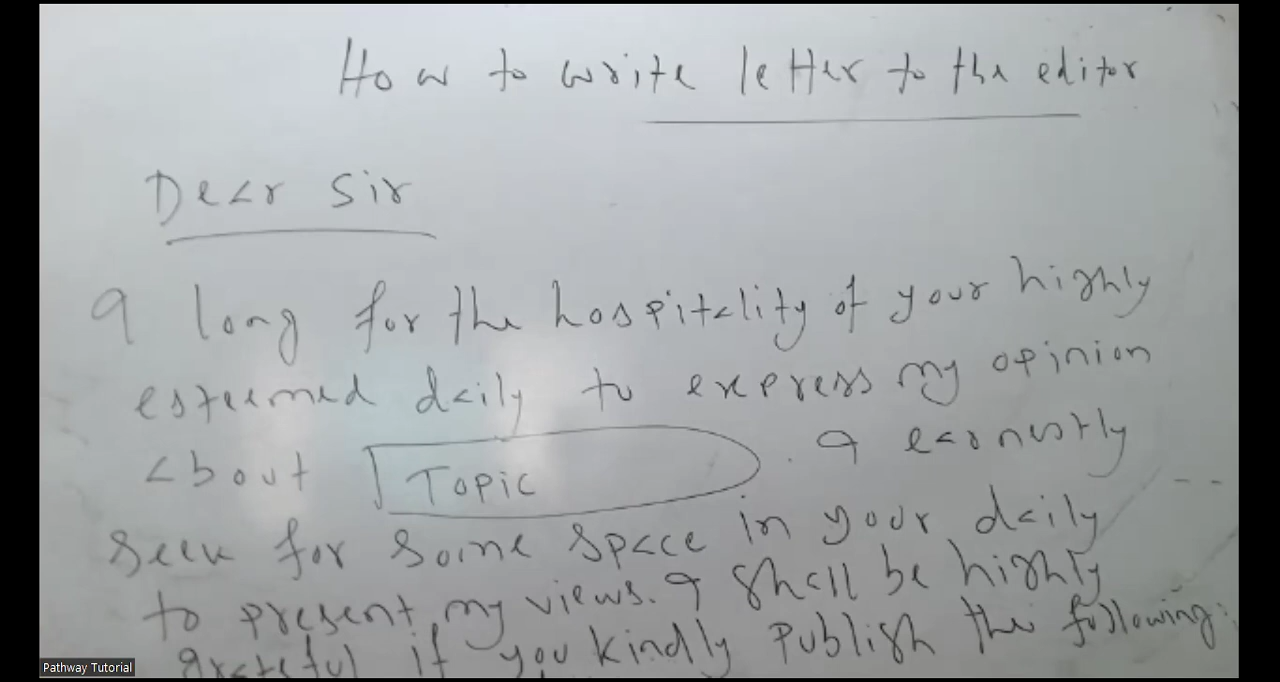 How to write letter to the editor
Dear Sir
I long for the hospitality of your highly
esteemed daily to express my opinion
about Topic . I earnestly
seek for some space in your daily
to present my views. I shall be highly
grateful if you kindly publish the following:
Pathway Tutorial